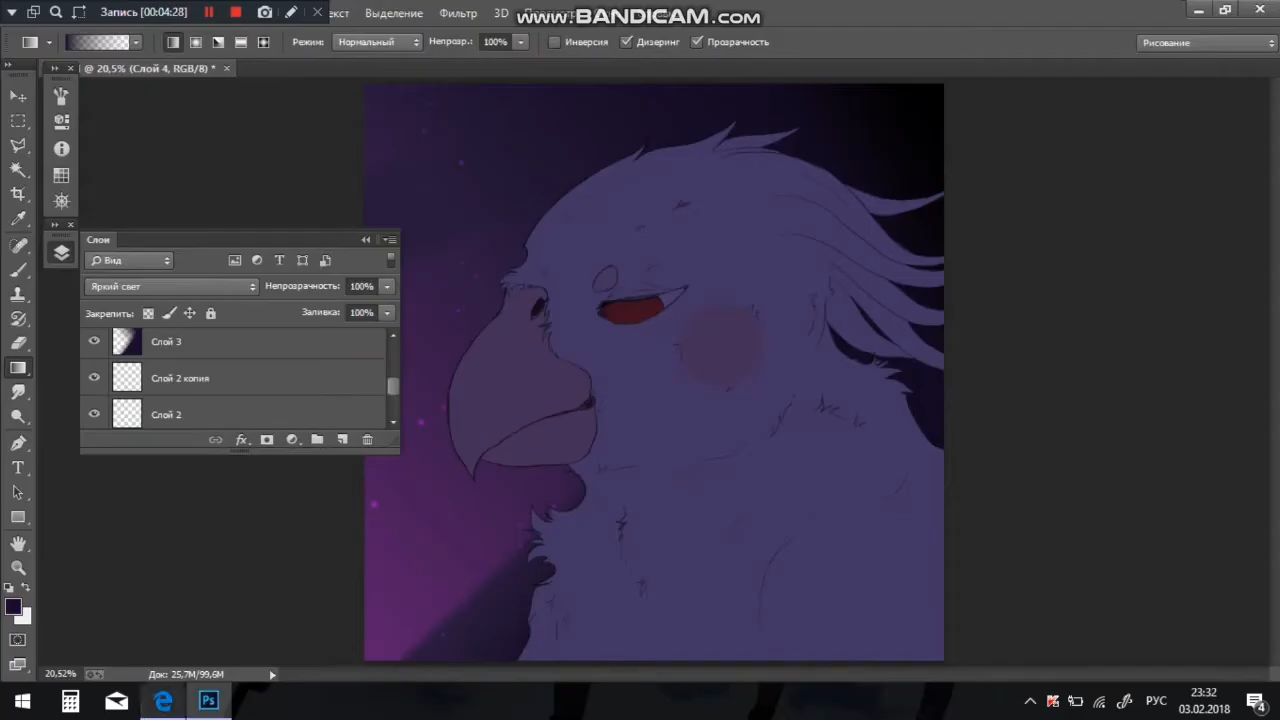 Запись [00:04:28]
екст Выделение Фильтр 3D
www.BANDICAM.com
Режим: Нормальный Непрозр.: 100% Инверсия Дизеринг Прозрачность Рисование
@ 20,5% (Слой 4, RGB/8) * ×
Слои
Вид
Яркий свет Непрозрачность: 100%
Закрепить: Заливка: 100%
Слой 3
Слой 2 копия
Слой 2
20,52% Док: 25,7M/99,6M
Ps РУС 23:32
03.02.2018
4